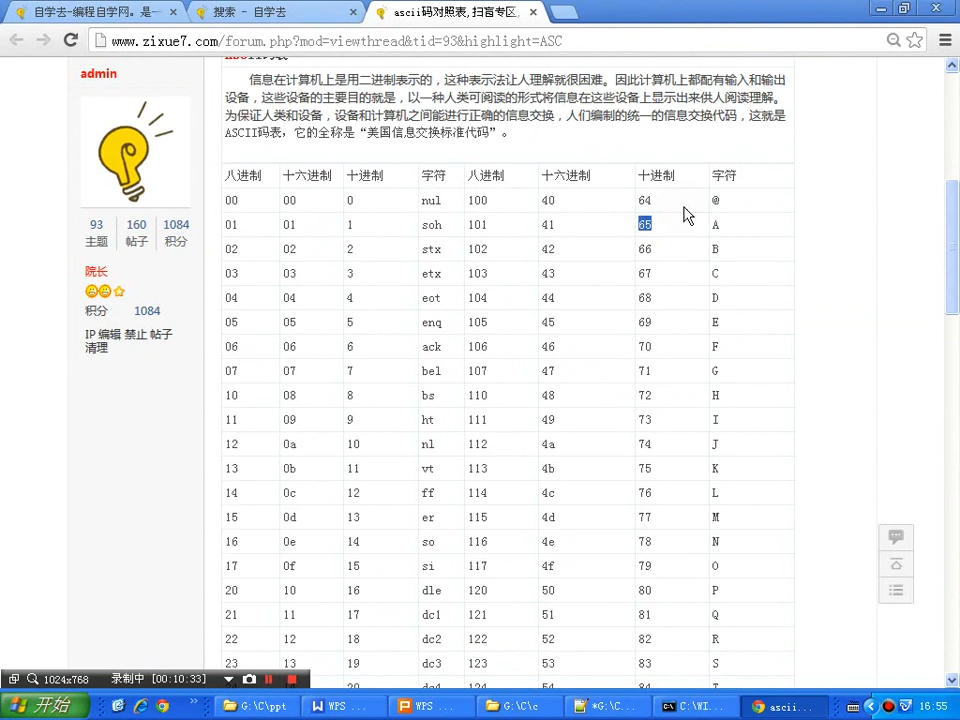 自学去-编程自学网。是一
搜索 - 自学去
ascii码对照表,扫盲专区,
www.zixue7.com/forum.php?mod=viewthread&tid=93&highlight=ASC
admin
信息在计算机上是用二进制表示的，这种表示法让人理解就很困难。因此计算机上都配有输入和输出
设备，这些设备的主要目的就是，以一种人类可阅读的形式将信息在这些设备上显示出来供人阅读理解。
为保证人类和设备，设备和计算机之间能进行正确的信息交换，人们编制的统一的信息交换代码，这就是
ASCII码表，它的全称是“美国信息交换标准代码”。
八进制 十六进制 十进制 字符 八进制 十六进制 十进制 字符
00 00 0 nul 100 40 64 @
01 01 1 soh 101 41 65 A
02 02 2 stx 102 42 66 B
03 03 3 etx 103 43 67 C
04 04 4 eot 104 44 68 D
05 05 5 enq 105 45 69 E
06 06 6 ack 106 46 70 F
07 07 7 bel 107 47 71 G
10 08 8 bs 110 48 72 H
11 09 9 ht 111 49 73 I
12 0a 10 nl 112 4a 74 J
13 0b 11 vt 113 4b 75 K
14 0c 12 ff 114 4c 76 L
15 0d 13 er 115 4d 77 M
16 0e 14 so 116 4e 78 N
17 0f 15 si 117 4f 79 O
20 10 16 dle 120 50 80 P
21 11 17 dc1 121 51 81 Q
22 12 18 dc2 122 52 82 R
23 13 19 dc3 123 53 83 S
93 160 1084
主题 帖子 积分
院长
积分 1084
IP 编辑 禁止 帖子
清理
1024x768 录制中 [00:10:33]
开始
G:\C\ppt
WPS ...
WPS ...
G:\C\c
*G:\C...
C:\WI...
ascii...
16:55